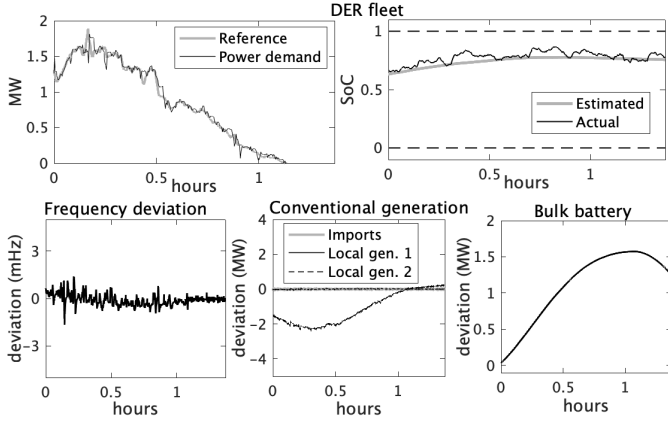 DER fleet
2
1.5
1
0.5
0
MW
0
0.5
1
hours
Reference
Power demand
1
0.5
0
SoC
0
0.5
1
hours
Estimated
Actual
Frequency deviation
3
0
−3
deviation (mHz)
0
0.5
1
hours
Conventional generation
4
2
0
−2
−4
deviation (MW)
0
0.5
1
hours
Imports
Local gen. 1
Local gen. 2
Bulk battery
2
1.5
1
0.5
0
deviation (MW)
0
0.5
1
hours